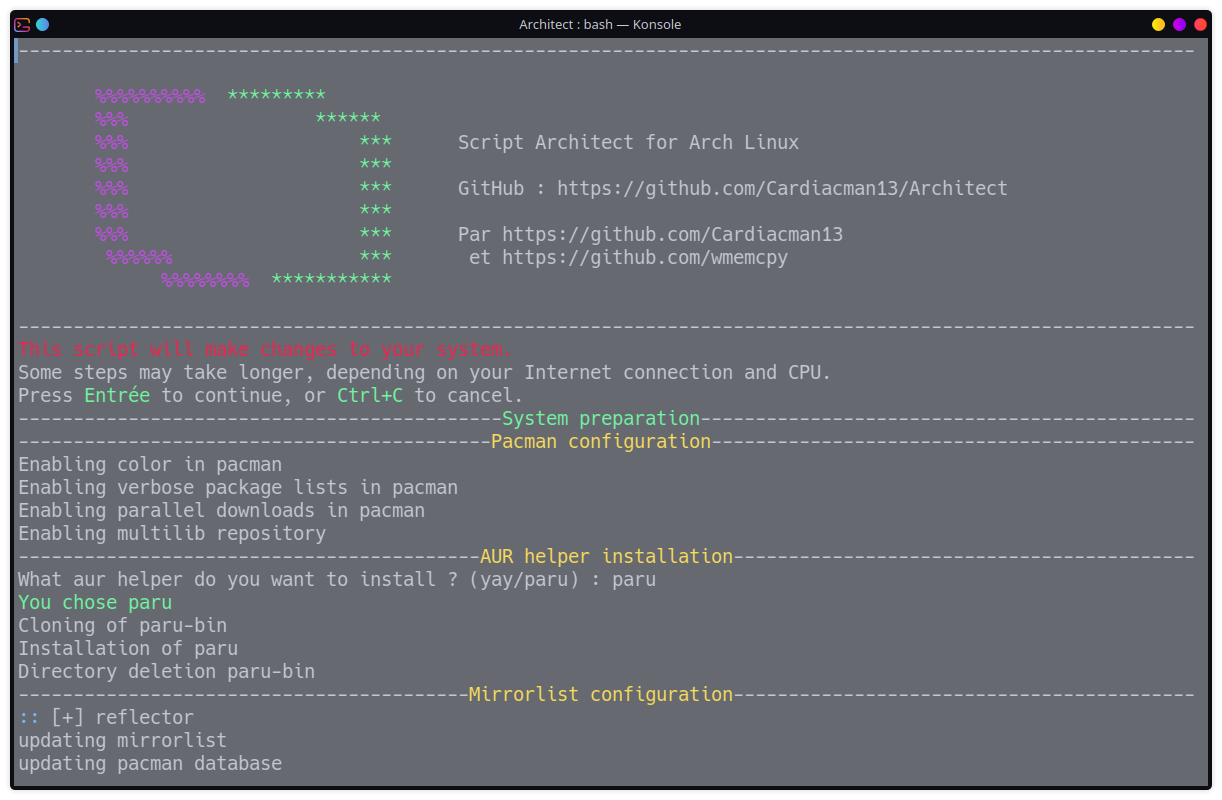 Architect : bash — Konsole
-----------------------------------------------------------------------------------------------------------
%%%%%%%%%%  *********
%%%                 ******
%%%                     ***      Script Architect for Arch Linux
%%%                     ***
%%%                     ***      GitHub : https://github.com/Cardiacman13/Architect
%%%                     ***
%%%                     ***      Par https://github.com/Cardiacman13
%%%%%%                 ***       et https://github.com/wmemcpy
%%%%%%%%  ***********
-----------------------------------------------------------------------------------------------------------
This script will make changes to your system.
Some steps may take longer, depending on your Internet connection and CPU.
Press Entrée to continue, or Ctrl+C to cancel.
--------------------------------------------System preparation---------------------------------------------
-------------------------------------------Pacman configuration--------------------------------------------
Enabling color in pacman
Enabling verbose package lists in pacman
Enabling parallel downloads in pacman
Enabling multilib repository
------------------------------------------AUR helper installation------------------------------------------
What aur helper do you want to install ? (yay/paru) : paru
You chose paru
Cloning of paru-bin
Installation of paru
Directory deletion paru-bin
-----------------------------------------Mirrorlist configuration------------------------------------------
:: [+] reflector
updating mirrorlist
updating pacman database